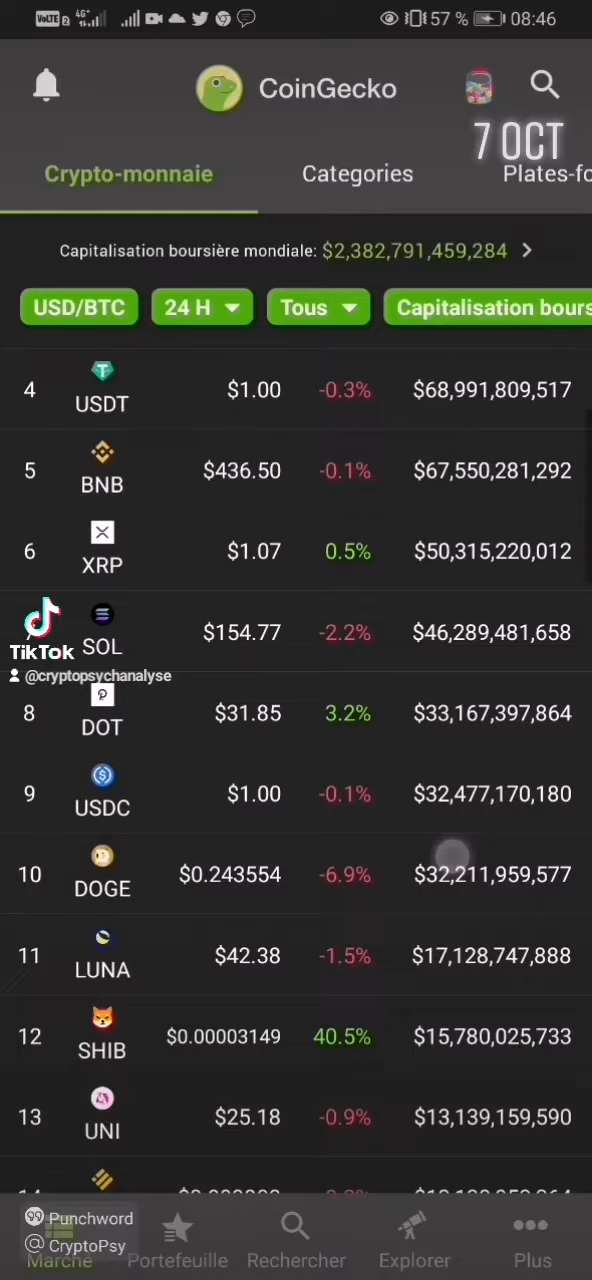 VoLTE 2 4G+ 57 % 08:46
CoinGecko
7 OCT
Crypto-monnaie Categories Plates-fo
Capitalisation boursière mondiale: $2,382,791,459,284
USD/BTC 24 H Tous Capitalisation bours
4 USDT $1.00 -0.3% $68,991,809,517
5 BNB $436.50 -0.1% $67,550,281,292
6 XRP $1.07 0.5% $50,315,220,012
SOL $154.77 -2.2% $46,289,481,658
TikTok
@cryptopsychanalyse
8 DOT $31.85 3.2% $33,167,397,864
9 USDC $1.00 -0.1% $32,477,170,180
10 DOGE $0.243554 -6.9% $32,211,959,577
11 LUNA $42.38 -1.5% $17,128,747,888
12 SHIB $0.00003149 40.5% $15,780,025,733
13 UNI $25.18 -0.9% $13,139,159,590
Punchword
@ CryptoPsy
Marché Portefeuille Rechercher Explorer Plus